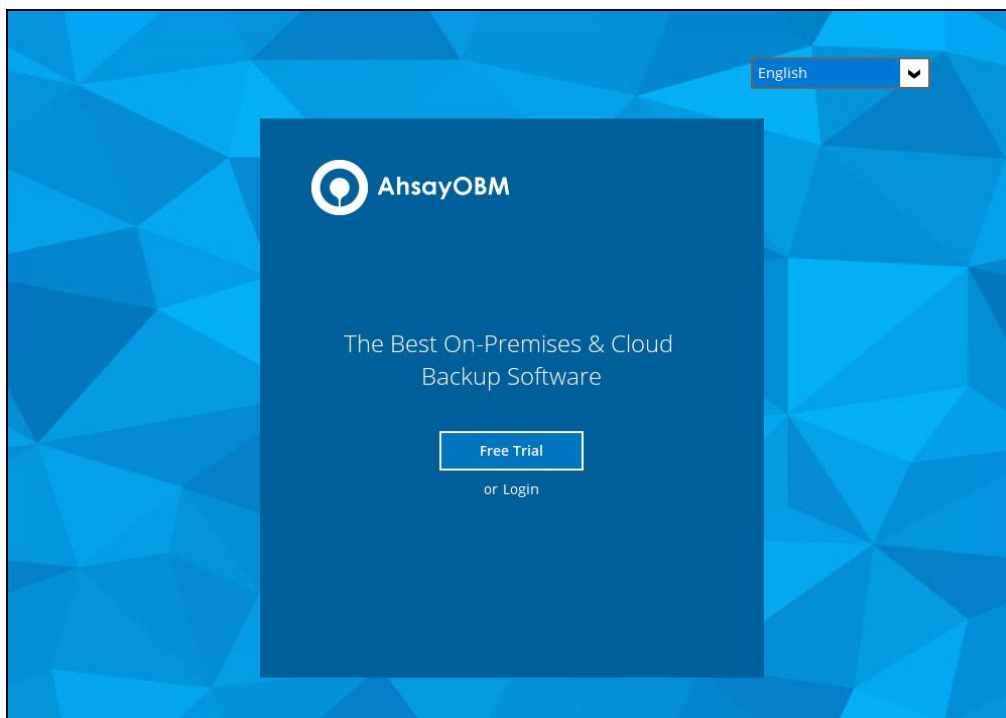 English
AhsayOBM
The Best On-Premises & Cloud
Backup Software
Free Trial
or Login